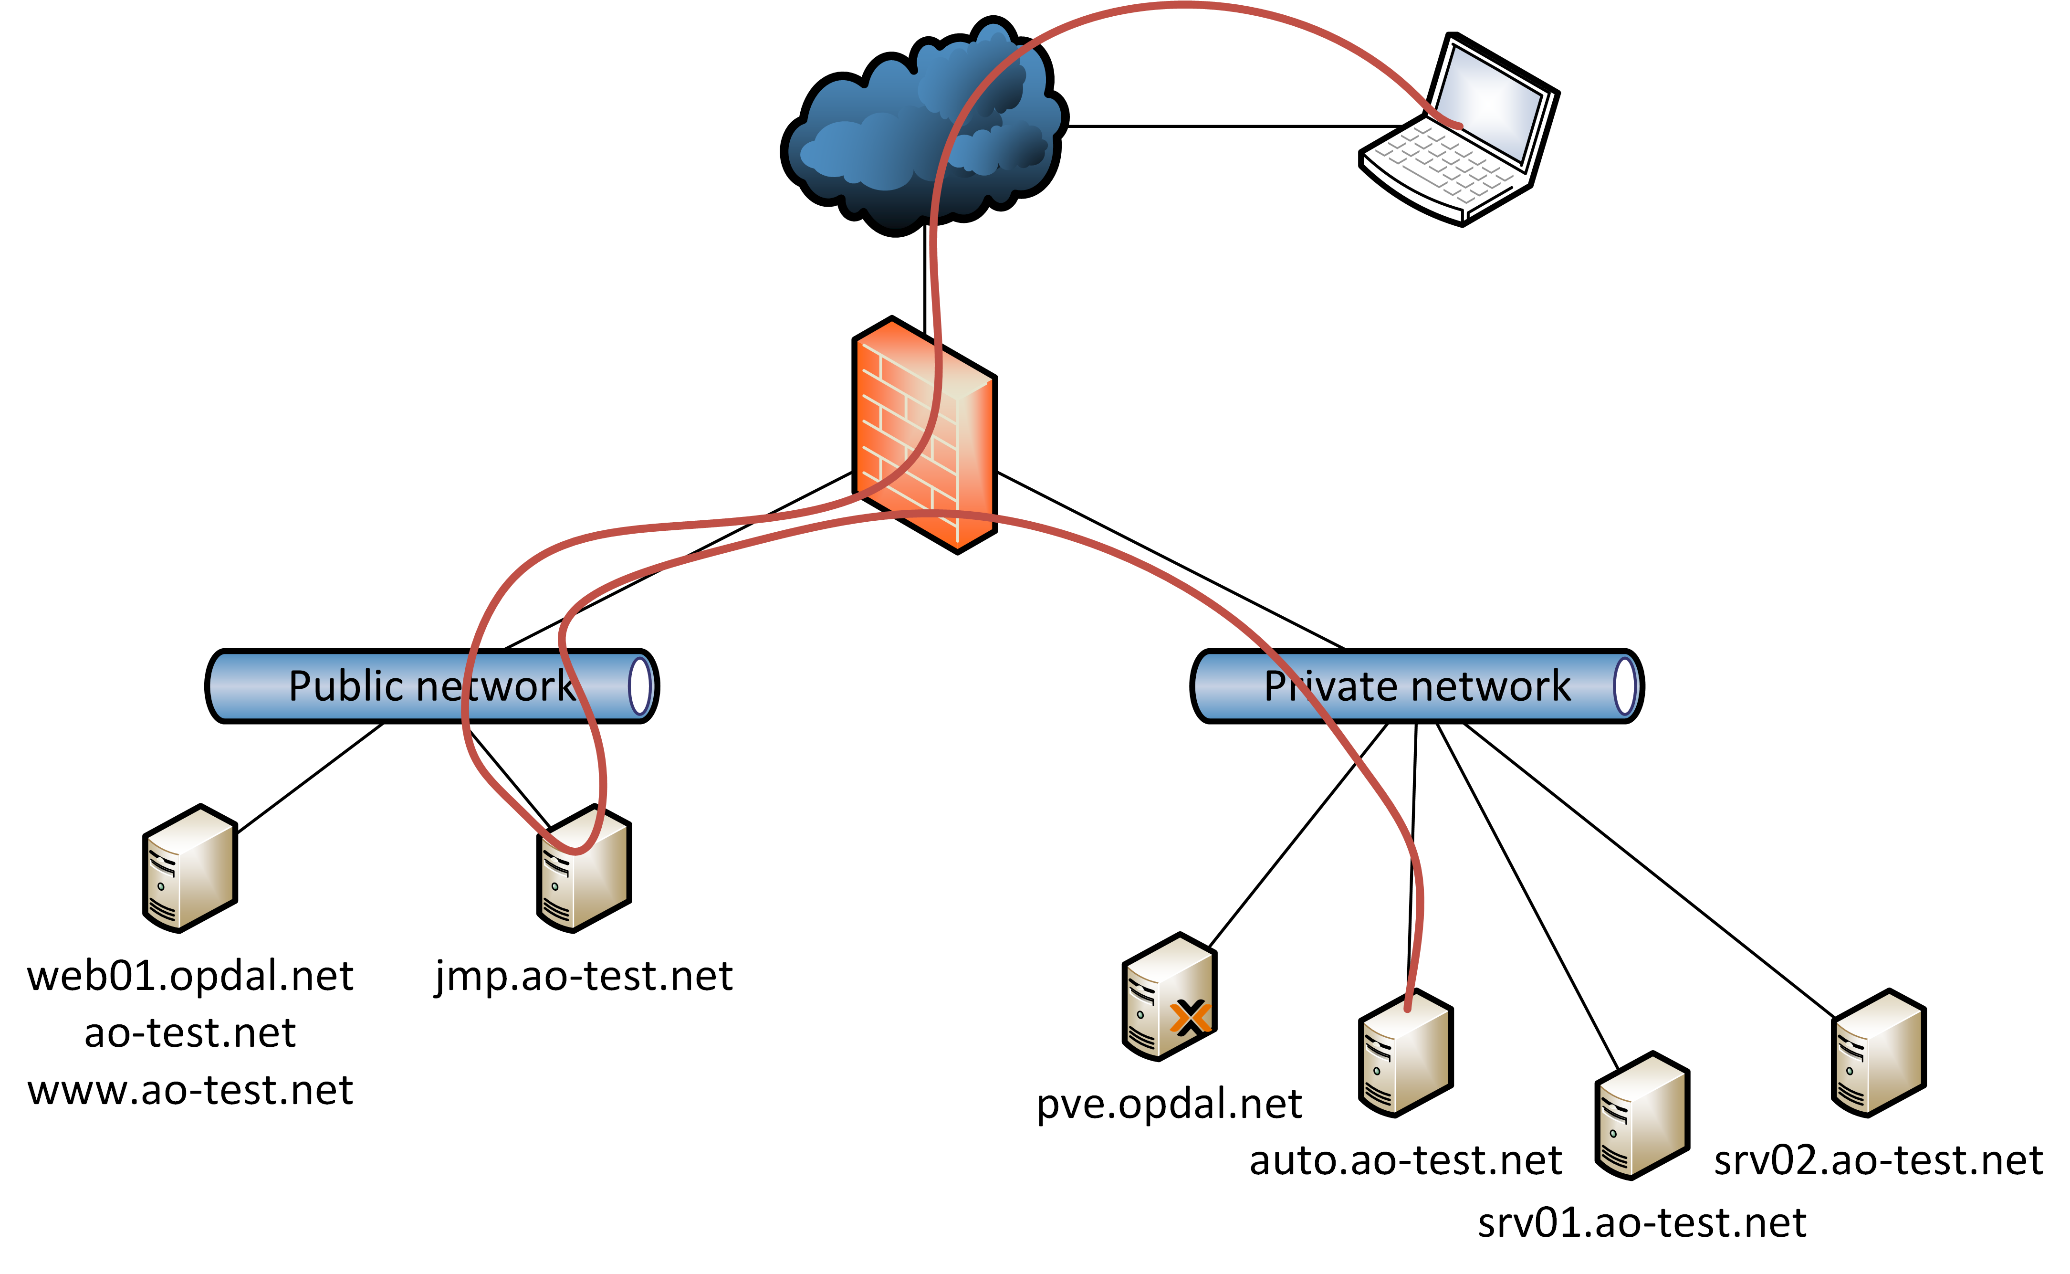 Public network
Private network
web01.opdal.net
ao-test.net
www.ao-test.net
jmp.ao-test.net
pve.opdal.net
auto.ao-test.net
srv01.ao-test.net
srv02.ao-test.net